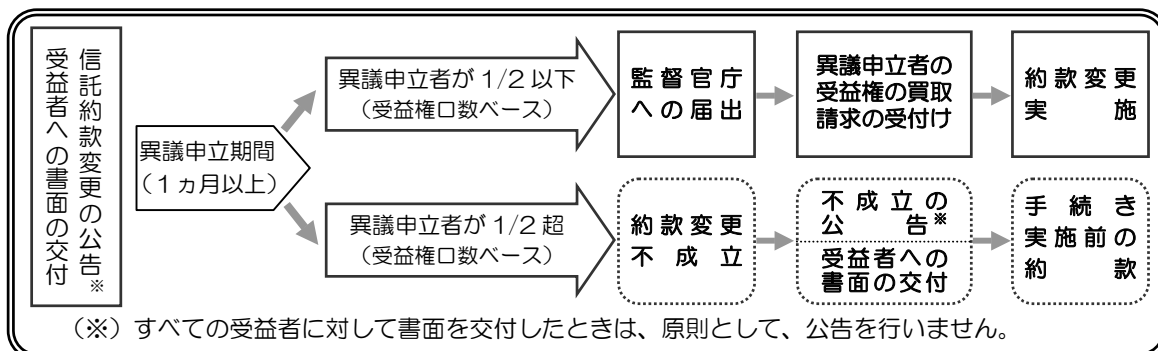 信託約款変更の公告※
受益者への書面の交付
異議申立期間
（１ヵ月以上）
異議申立者が 1/2 以下
（受益権口数ベース）
監督官庁
への届出
異議申立者の
受益権の買取
請求の受付け
約款変更
実施
異議申立者が 1/2 超
（受益権口数ベース）
約款変更
不成立
不成立の
公告※
受益者への
書面の交付
手続き
実施前の
約款
（※）すべての受益者に対して書面を交付したときは、原則として、公告を行いません。